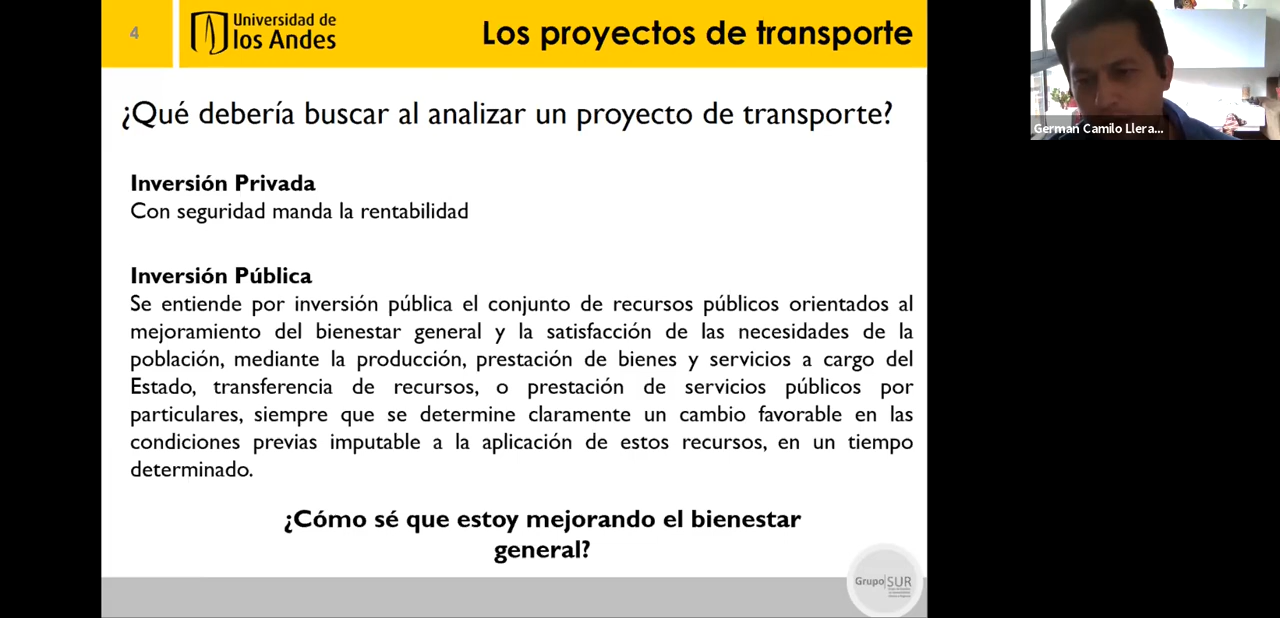 4
Universidad de
los Andes
Los proyectos de transporte
¿Qué debería buscar al analizar un proyecto de transporte?
Inversión Privada
Con seguridad manda la rentabilidad
Inversión Pública
Se entiende por inversión pública el conjunto de recursos públicos orientados al
mejoramiento del bienestar general y la satisfacción de las necesidades de la
población, mediante la producción, prestación de bienes y servicios a cargo del
Estado, transferencia de recursos, o prestación de servicios públicos por
particulares, siempre que se determine claramente un cambio favorable en las
condiciones previas imputable a la aplicación de estos recursos, en un tiempo
determinado.
¿Cómo sé que estoy mejorando el bienestar
general?
Grupo|SUR
German Camilo Llera...